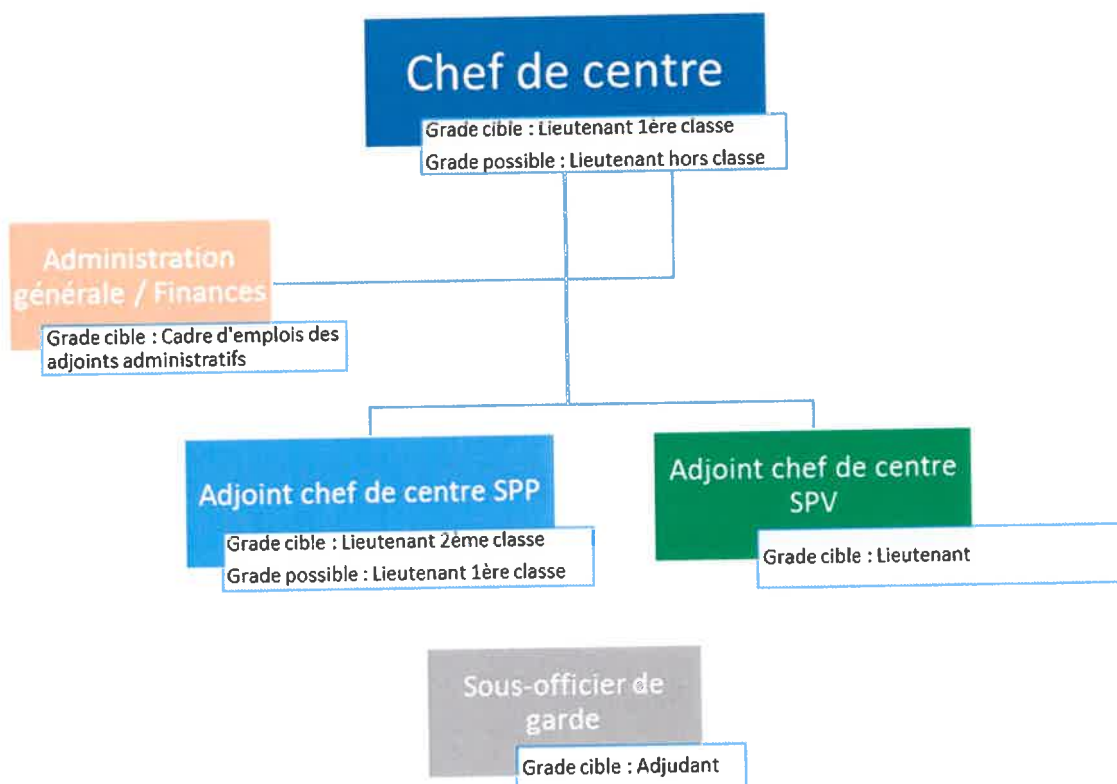 Chef de centre
Grade cible : Lieutenant 1ère classe
Grade possible : Lieutenant hors classe
Administration
générale / Finances
Grade cible : Cadre d'emplois des
adjoints administratifs
Adjoint chef de centre SPP
Grade cible : Lieutenant 2ème classe
Grade possible : Lieutenant 1ère classe
Adjoint chef de centre
SPV
Grade cible : Lieutenant
Sous-officier de
garde
Grade cible : Adjudant